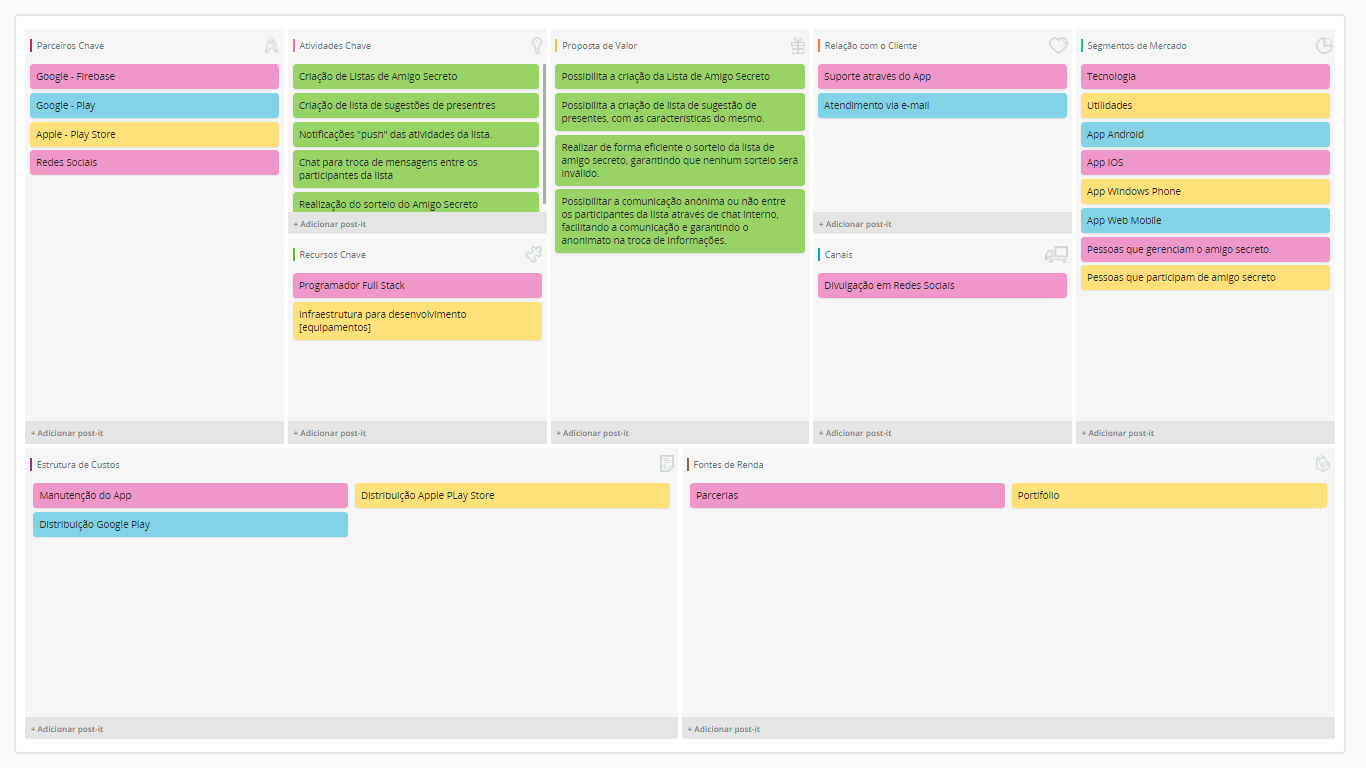 Parceiros Chave
Google - Firebase
Google - Play
Apple - Play Store
Redes Sociais
+ Adicionar post-it
Atividades Chave
Criação de Listas de Amigo Secreto
Criação de lista de sugestões de presentres
Notificações "push" das atividades da lista.
Chat para troca de mensagens entre os
participantes da lista
Realização do sorteio do Amigo Secreto
+ Adicionar post-it
Recursos Chave
Programador Full Stack
Infraestrutura para desenvolvimento
[equipamentos]
+ Adicionar post-it
Proposta de Valor
Possibilita a criação da Lista de Amigo Secreto
Possibilita a criação de lista de sugestão de
presentes, com as características do mesmo.
Realizar de forma eficiente o sorteio da lista de
amigo secreto, garantindo que nenhum sorteio será
inválido.
Possibilitar a comunicação anônima ou não entre
os participantes da lista através de chat interno,
facilitando a comunicação e garantindo o
anonimato na troca de informações.
+ Adicionar post-it
Relação com o Cliente
Suporte através do App
Atendimento via e-mail
+ Adicionar post-it
Canais
Divulgação em Redes Sociais
+ Adicionar post-it
Segmentos de Mercado
Tecnologia
Utilidades
App Android
App IOS
App Windows Phone
App Web Mobile
Pessoas que gerenciam o amigo secreto.
Pessoas que participam de amigo secreto
+ Adicionar post-it
Estrutura de Custos
Manutenção do App
Distribuição Apple PLay Store
Distribuição Google Play
+ Adicionar post-it
Fontes de Renda
Parcerias
Portifólio
+ Adicionar post-it